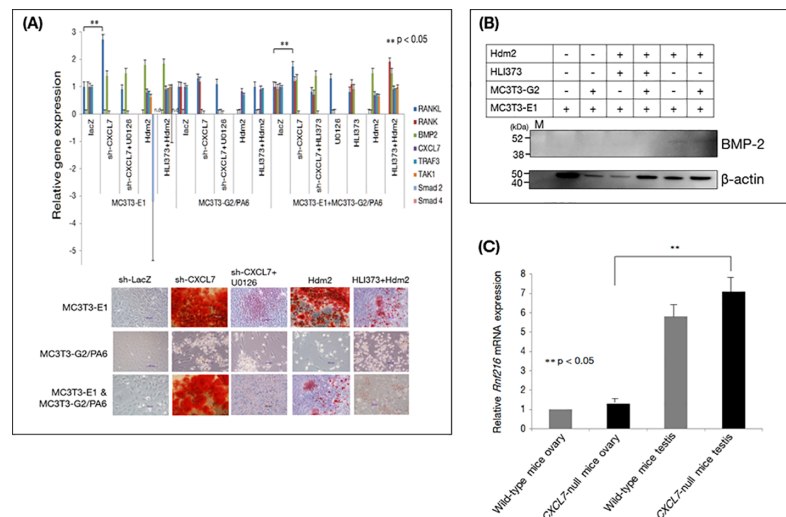 (A)
**
**
** p < 0.05
3
2
1
0
-1
-2
-3
-4
-5
Relative gene expression
n.d.
lacZ
sh-CXCL7
sh-CXCL7+U0126
Hdm2
HLI373+Hdm2
lacZ
sh-CXCL7
sh-CXCL7+U0126
Hdm2
HLI373+Hdm2
lacZ
sh-CXCL7
sh-CXCL7+HLI373
U0126
HLI373
Hdm2
HLI373+Hdm2
MC3T3-E1
MC3T3-G2/PA6
MC3T3-E1+MC3T3-G2/PA6
RANKL
RANK
BMP2
CXCL7
TRAF3
TAK1
Smad 2
Smad 4
sh-LacZ
sh-CXCL7
sh-CXCL7+
U0126
Hdm2
HLI373+Hdm2
MC3T3-E1
MC3T3-G2/PA6
MC3T3-E1 &
MC3T3-G2/PA6
(B)
Hdm2 - - + + + +
HLI373 - - + + - -
MC3T3-G2 - + - + - +
MC3T3-E1 + + + + + +
(kDa) M
52
38
BMP-2
50
40
β-actin
(C)
**
8
7
6
5
4
3
2
1
0
Relative Rnf216 mRNA expression
** p < 0.05
Wild-type mice ovary
CXCL7-null mice ovary
Wild-type mice testis
CXCL7-null mice testis